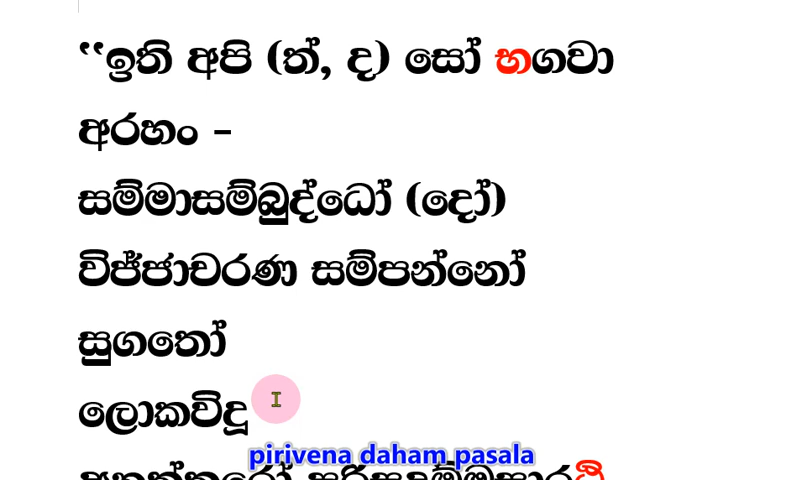 ‘‘ඉති අපි (ත්, ද) සෝ භගවා
අරහං -
සම්මාසම්බුද්ධෝ (දෝ)
විජ්ජාචරණ සම්පන්නෝ
සුගතෝ
ලොකවිදූ
pirivena daham pasala